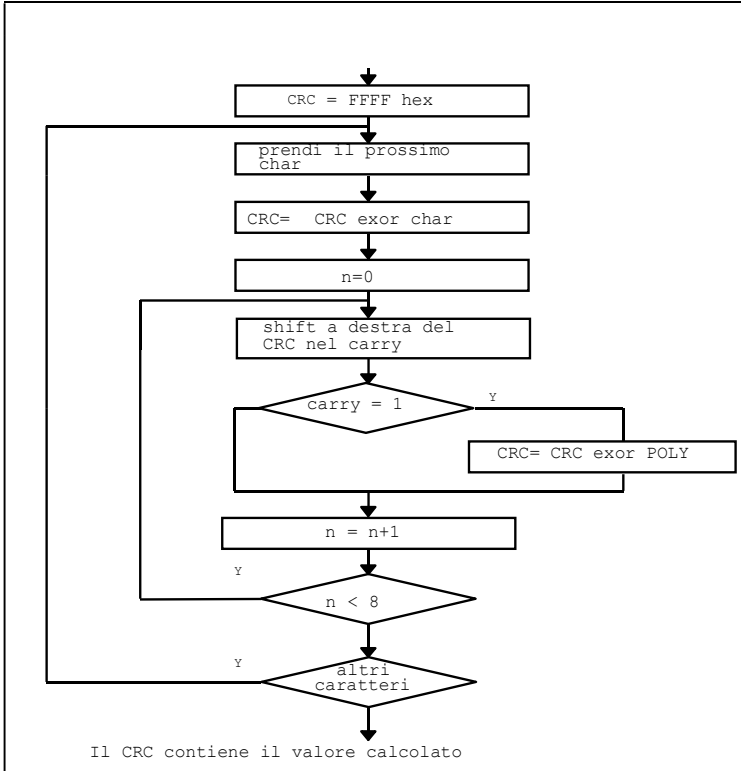 CRC = FFFF hex
prendi il prossimo
char
CRC= CRC exor char
n=0
shift a destra del
CRC nel carry
carry = 1
Y
CRC= CRC exor POLY
n = n+1
Y
n < 8
Y
altri
caratteri
Il CRC contiene il valore calcolato